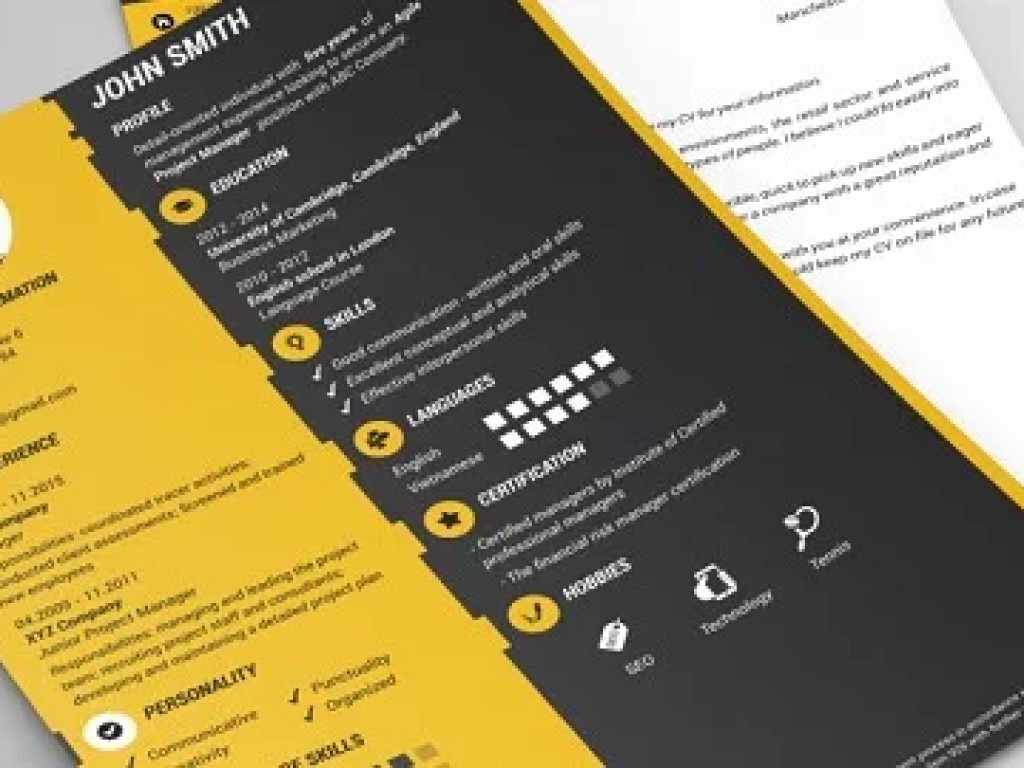 JOHN SMITH
PROFILE
Detail-oriented individual with five years of
management experience looking to secure an Agile
Project Manager position with ABC Company.
EDUCATION
2012 - 2014
University of Cambridge, Cambridge, England
Business Marketing
2010 - 2012
English school in London
Language Course
SKILLS
Good communication - written and oral skills
Excellent conceptual and analytical skills
Effective interpersonal skills
LANGUAGES
English
Vietnamese
CERTIFICATION
- Certified managers by Institute of Certified
professional managers
- The financial risk manager certification
HOBBIES
SEO
Technology
Tennis
MATION
@gmail.com
ERIENCE
- 11.2015
ompany
ager
ponsibilities: coordinated tracer activities;
onducted client assessments; Screened and trained
new employees
04.2009 - 11.2011
XYZ Company
Junior Project Manager
Responsibilities: managing and leading the project
team; recruiting project staff and consultants;
developing and maintaining a detailed project plan
PERSONALITY
Communicative
Punctuality
eativity
Organized
OF SKILLS
Manchester
my CV for your information.
environments, the retail sector and service
types of people. I believe I could fit easily into
xible, quick to pick up new skills and eager
r a company with a great reputation and
with you at your convenience. In case
uld keep my CV on file for any future